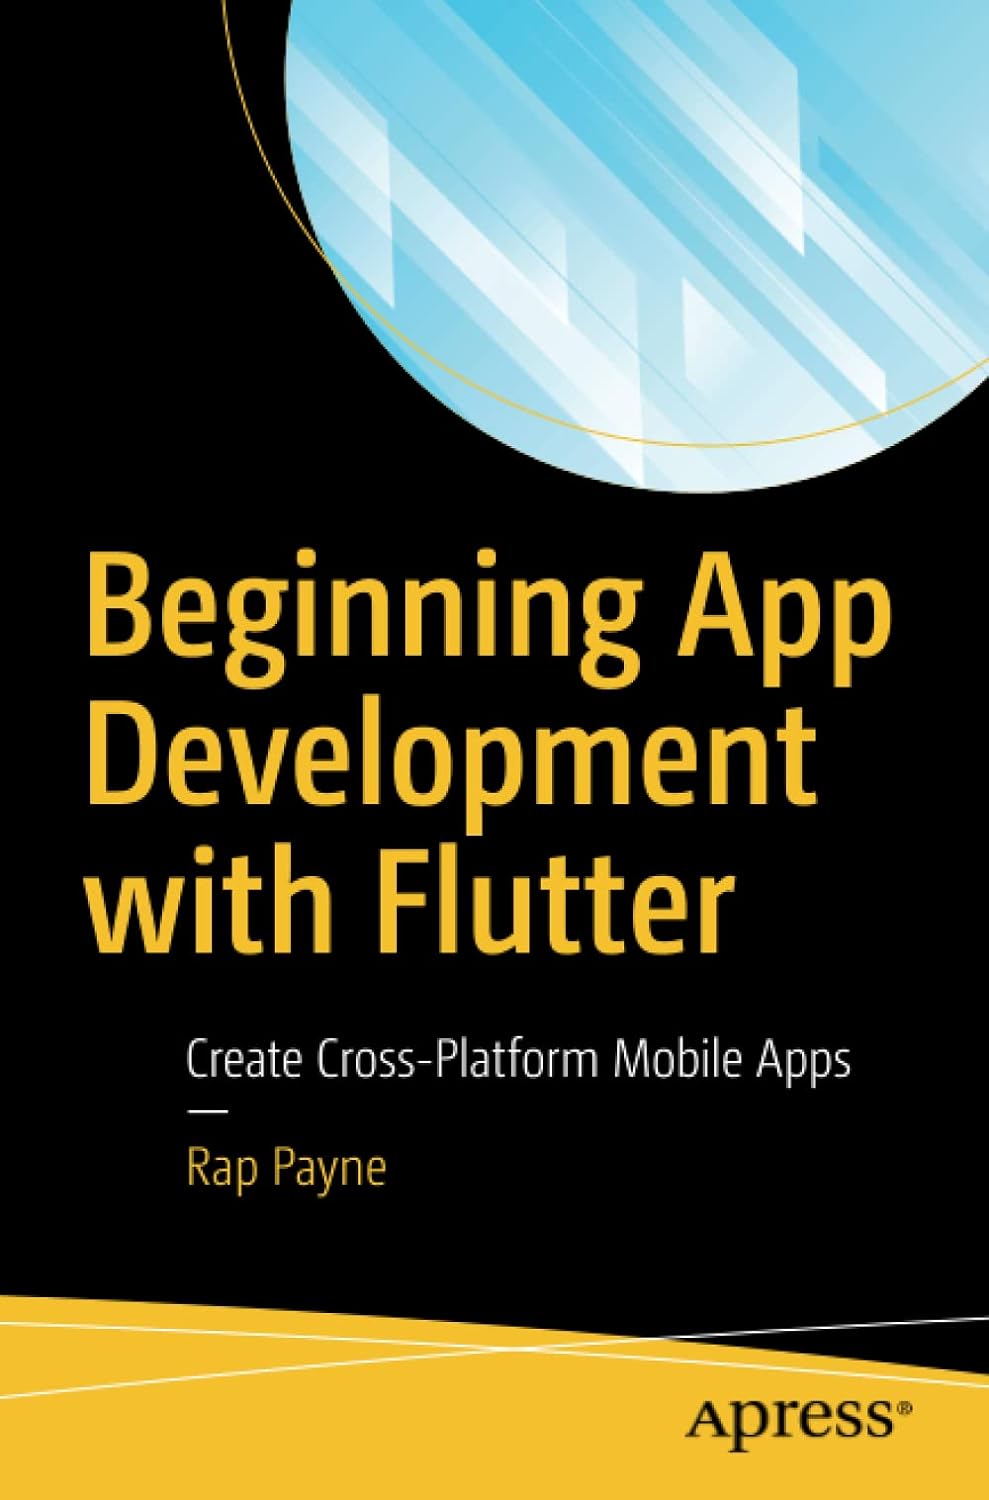 Beginning App
Development
with Flutter
Create Cross-Platform Mobile Apps
Rap Payne
Apress®